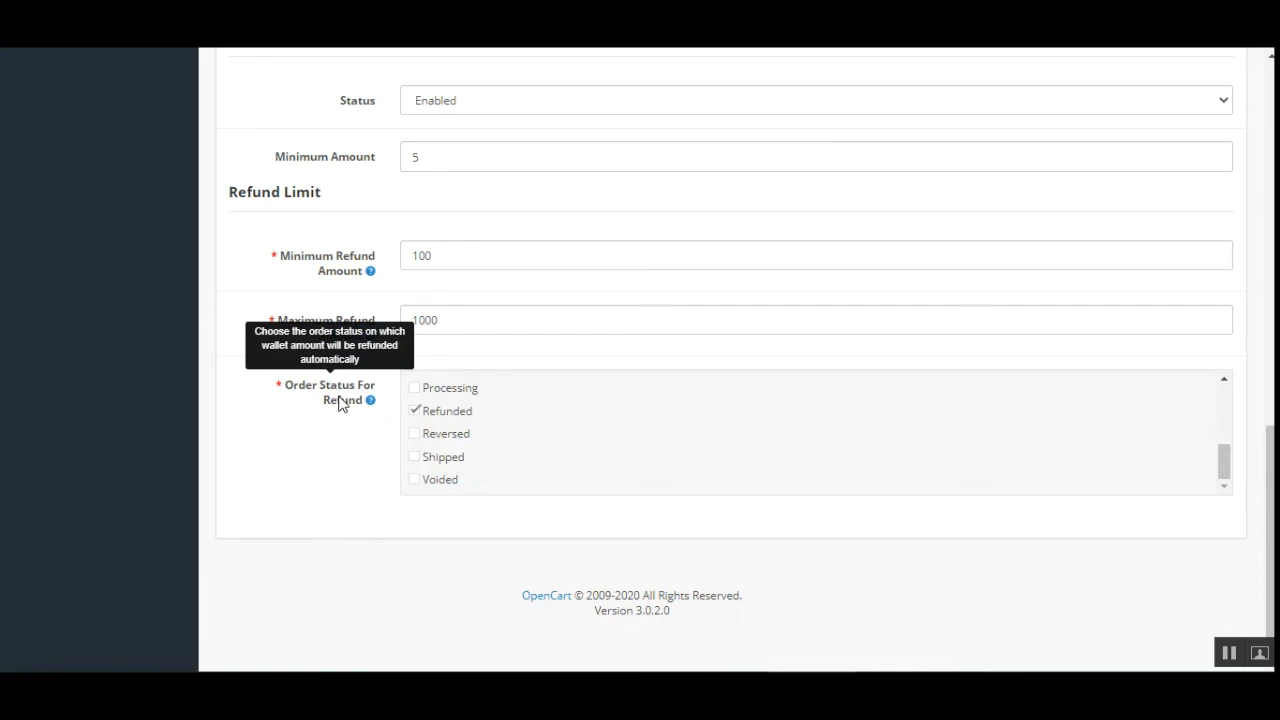 Status
Enabled
Minimum Amount
5
Refund Limit
* Minimum Refund
Amount
100
* Maximum Refund
1000
Choose the order status on which
wallet amount will be refunded
automatically
* Order Status For
Refund
Processing
Refunded
Reversed
Shipped
Voided
OpenCart © 2009-2020 All Rights Reserved.
Version 3.0.2.0